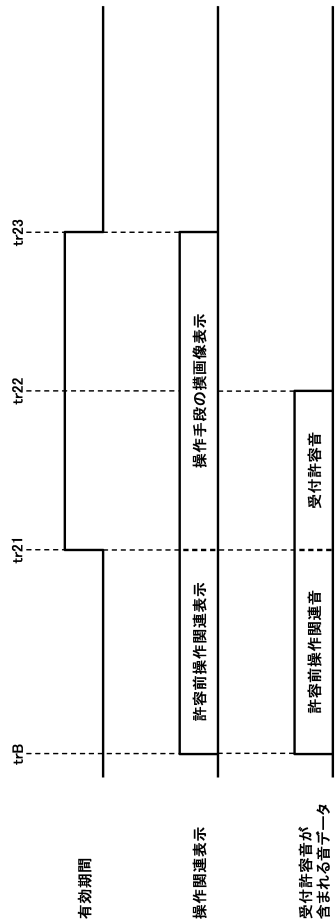 trB
tr21
tr22
tr23
有効期間
操作関連表示
許容前操作関連表示
操作手段の摸画像表示
受付許容音が
含まれる音データ
許容前操作関連音
受付許容音